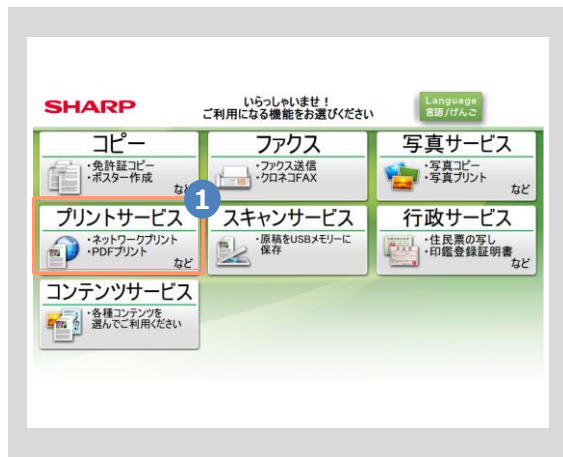 SHARP
いらっしゃいませ！
ご利用になる機能をお選びください
Language
言語/げんご
コピー
・免許証コピー
・ポスター作成
など
ファクス
・ファクス送信
・クロネコFAX
写真サービス
・写真コピー
・写真プリント
など
1
プリントサービス
・ネットワークプリント
・PDFプリント
など
スキャンサービス
・原稿をUSBメモリーに
保存
行政サービス
・住民票の写し
・印鑑登録証明書
など
コンテンツサービス
・各種コンテンツを
選んでご利用ください